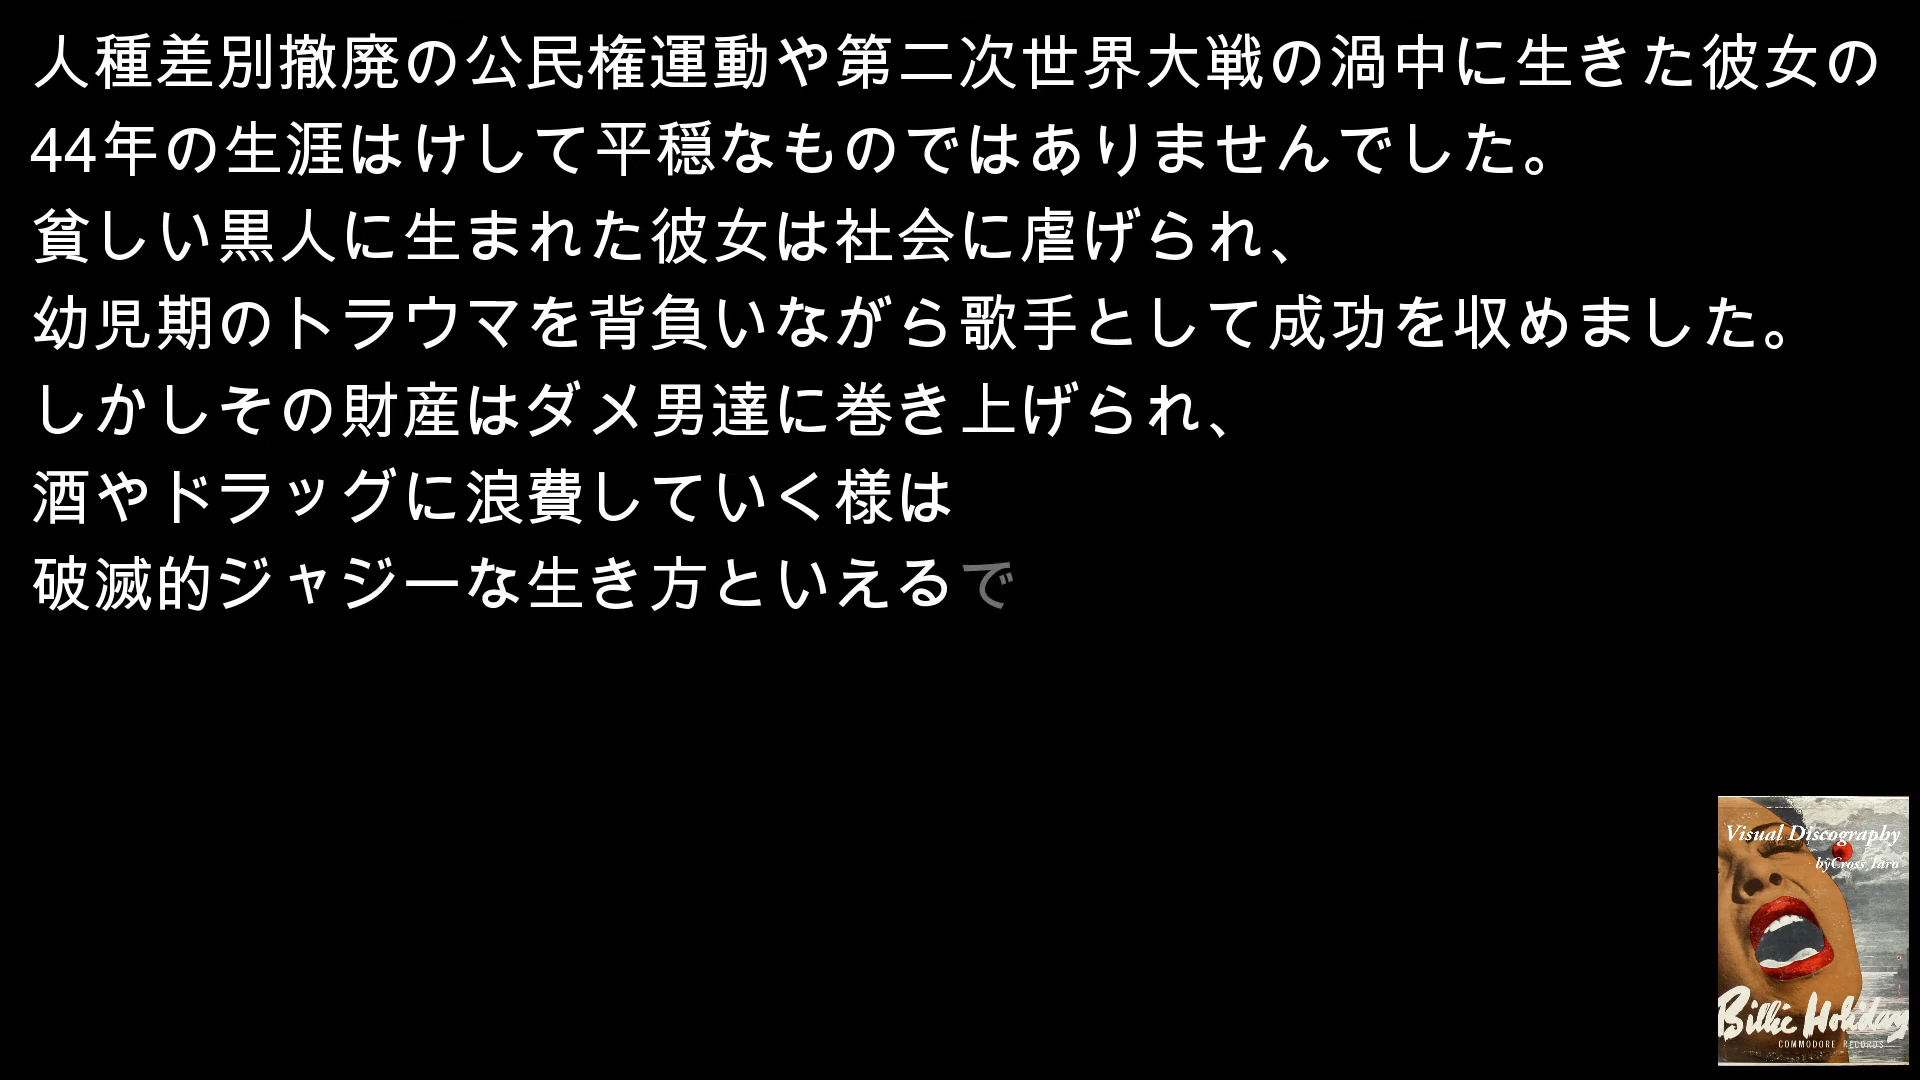 人種差別撤廃の公民権運動や第二次世界大戦の渦中に生きた彼女の
44年の生涯はけして平穏なものではありませんでした。
貧しい黒人に生まれた彼女は社会に虐げられ、
幼児期のトラウマを背負いながら歌手として成功を収めました。
しかしその財産はダメ男達に巻き上げられ、
酒やドラッグに浪費していく様は
破滅的ジャジーな生き方といえるで
Visual Discography
byCross Taro
Billie Holiday
COMMODORE RECORDS